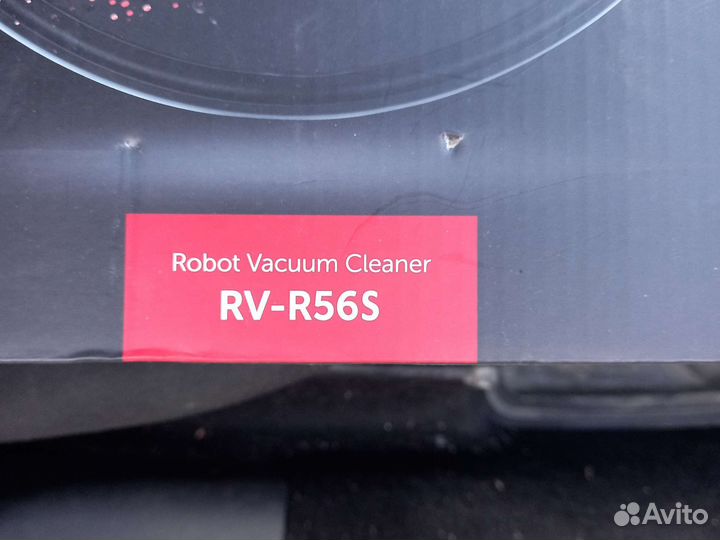 Robot Vacuum Cleaner
RV-R56S
Avito